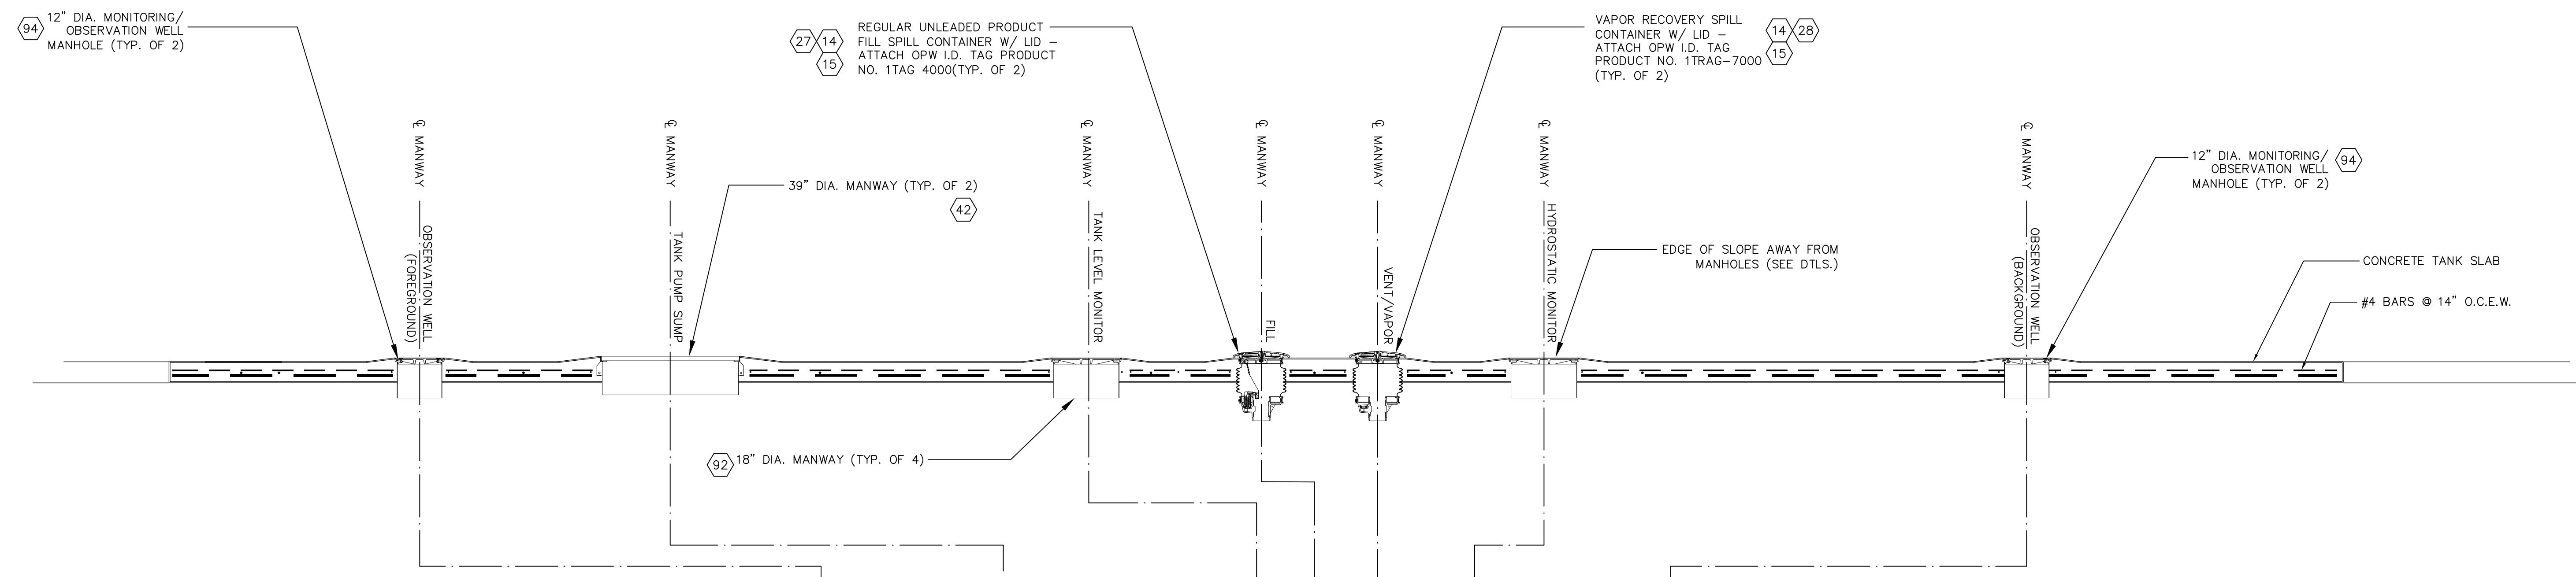 94
12" DIA. MONITORING/
OBSERVATION WELL
MANHOLE (TYP. OF 2)
27
14
15
REGULAR UNLEADED PRODUCT
FILL SPILL CONTAINER W/ LID –
ATTACH OPW I.D. TAG PRODUCT
NO. 1TAG 4000(TYP. OF 2)
VAPOR RECOVERY SPILL
CONTAINER W/ LID –
ATTACH OPW I.D. TAG
PRODUCT NO. 1TRAG–7000
(TYP. OF 2)
14
28
15
℄ MANWAY
℄ MANWAY
℄ MANWAY
℄ MANWAY
℄ MANWAY
℄ MANWAY
℄ MANWAY
39" DIA. MANWAY (TYP. OF 2)
42
12" DIA. MONITORING/
OBSERVATION WELL
MANHOLE (TYP. OF 2)
94
OBSERVATION WELL
(FOREGROUND)
TANK PUMP SUMP
TANK LEVEL MONITOR
FILL
VENT/VAPOR
HYDROSTATIC MONITOR
OBSERVATION WELL
(BACKGROUND)
EDGE OF SLOPE AWAY FROM
MANHOLES (SEE DTLS.)
CONCRETE TANK SLAB
#4 BARS @ 14" O.C.E.W.
92
18" DIA. MANWAY (TYP. OF 4)